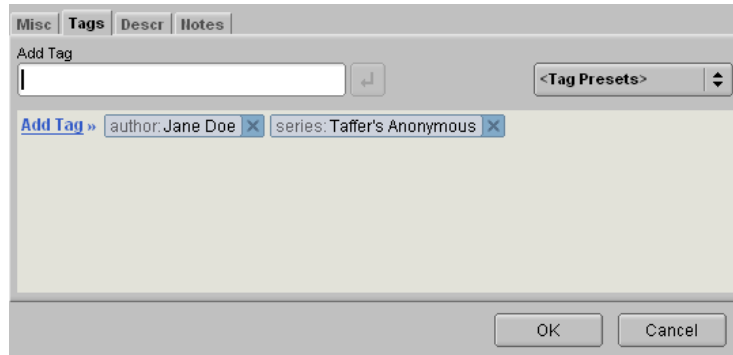 Misc Tags Descr Notes
Add Tag
<Tag Presets>
Add Tag » author: Jane Doe series: Taffer's Anonymous
OK Cancel